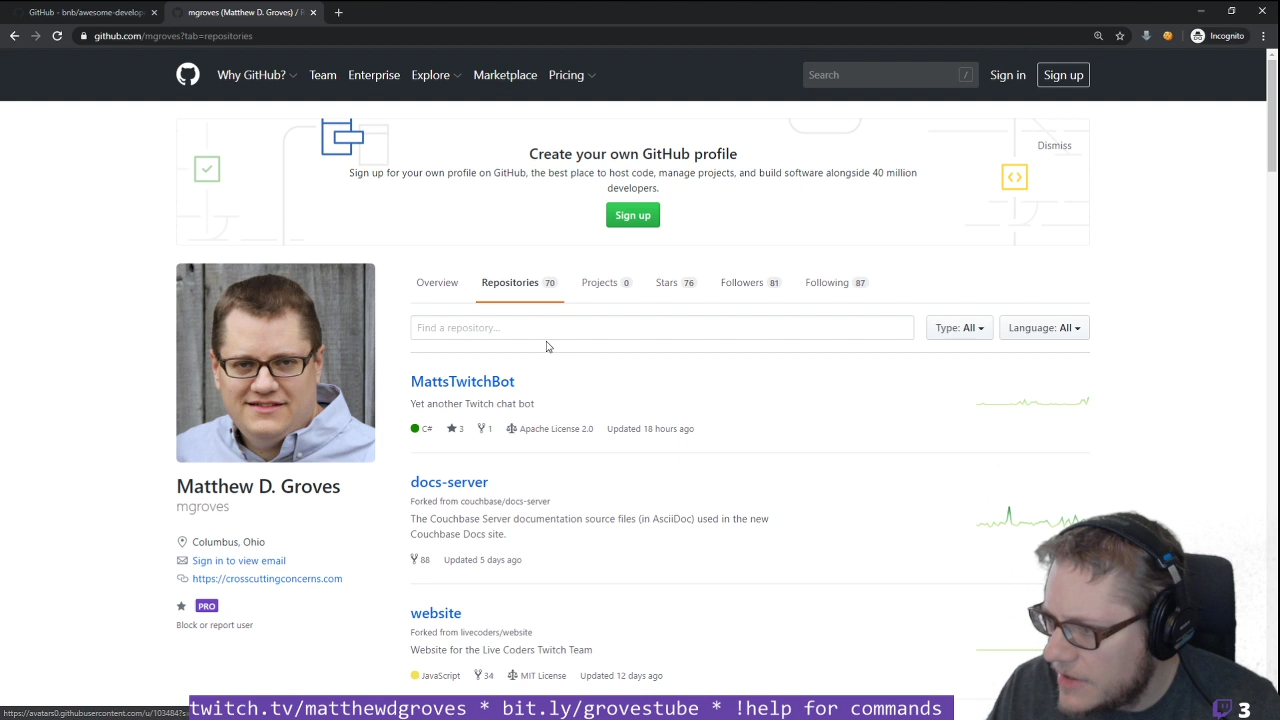 GitHub - bnb/awesome-develop
mgroves (Matthew D. Groves) / R
github.com/mgroves?tab=repositories
Incognito
Why GitHub?
Team
Enterprise
Explore
Marketplace
Pricing
Search
/
Sign in
Sign up
Create your own GitHub profile
Dismiss
Sign up for your own profile on GitHub, the best place to host code, manage projects, and build software alongside 40 million
developers.
Sign up
Overview
Repositories 70
Projects 0
Stars 76
Followers 81
Following 87
Find a repository...
Type: All
Language: All
MattsTwitchBot
Yet another Twitch chat bot
C# 3 1 Apache License 2.0 Updated 18 hours ago
docs-server
Forked from couchbase/docs-server
The Couchbase Server documentation source files (in AsciiDoc) used in the new
Couchbase Docs site.
88 Updated 5 days ago
website
Forked from livecoders/website
Website for the Live Coders Twitch Team
JavaScript 34 MIT License Updated 12 days ago
Matthew D. Groves
mgroves
Columbus, Ohio
Sign in to view email
https://crosscuttingconcerns.com
PRO
Block or report user
https://avatars0.githubusercontent.com/u/1034847?s
twitch.tv/matthewdgroves * bit.ly/grovestube * !help for commands
3